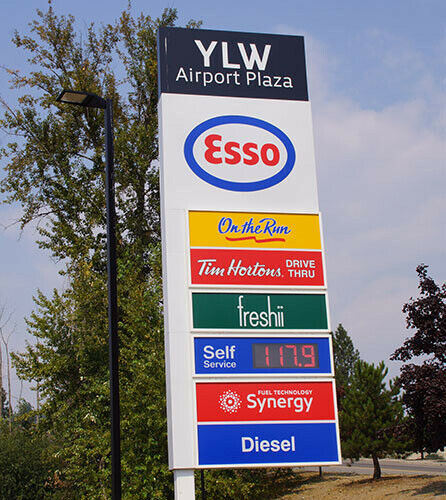 YLW
Airport Plaza
Esso
On the Run
Tim Hortons. DRIVE THRU
freshii
Self SERVICE 117.9
FUEL TECHNOLOGY
Synergy
Diesel